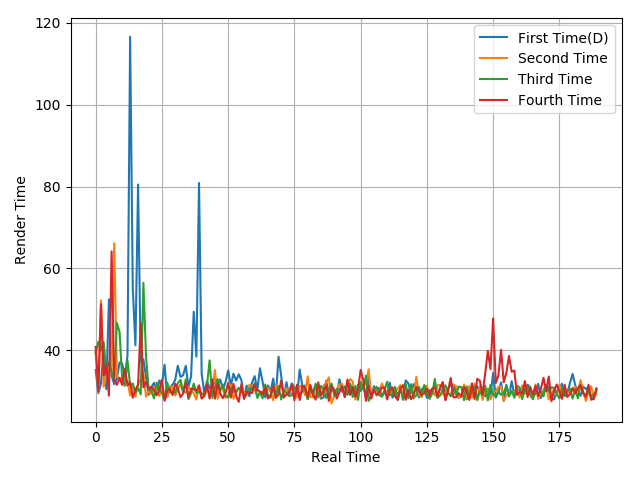 120
100
80
60
40
0
25
50
75
100
125
150
175
Render Time
Real Time
First Time(D)
Second Time
Third Time
Fourth Time